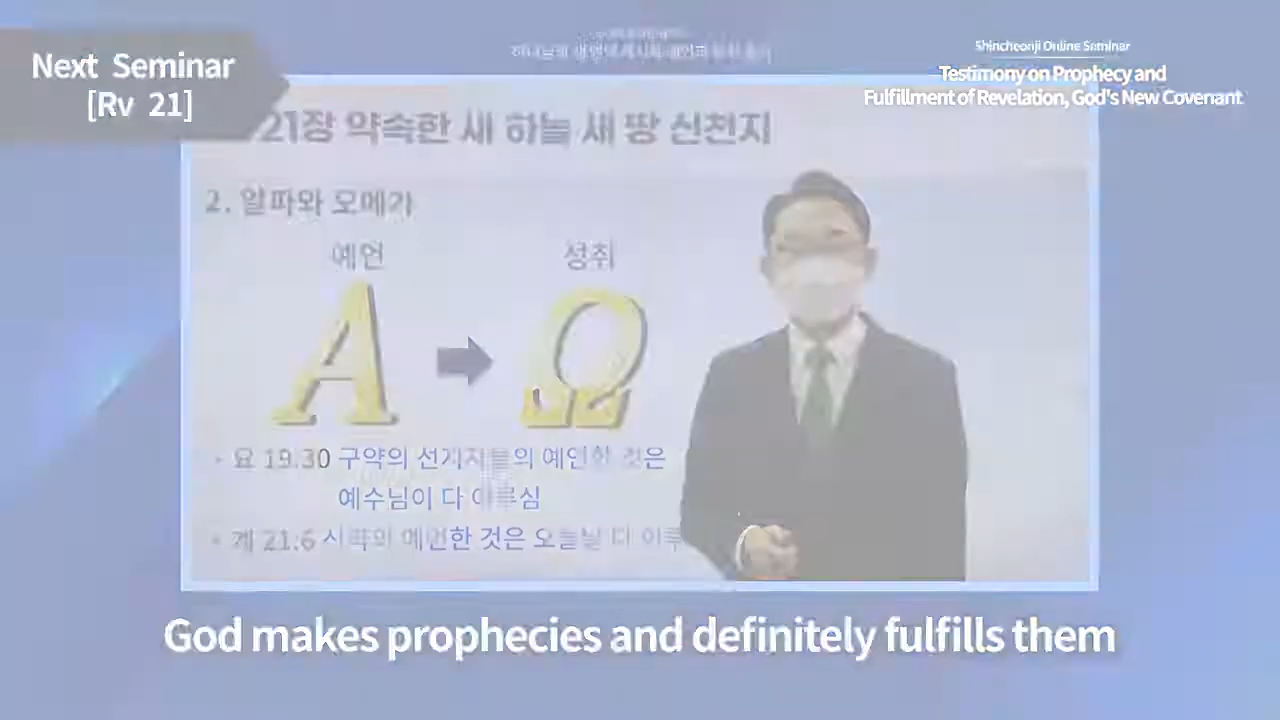 Next Seminar
[Rv 21]
Shincheonji Online Seminar
Testimony on Prophecy and
Fulfillment of Revelation, God's New Covenant
21장 약속한 새 하늘 새 땅 신천지
2. 알파와 오메가
예언
성취
Α
Ω
- 요 19:30 구약의 선지자들의 예언한 것은
예수님이 다 이루심
- 계 21:6 신약의 예언한 것은 오늘날 다 이루
God makes prophecies and definitely fulfills them